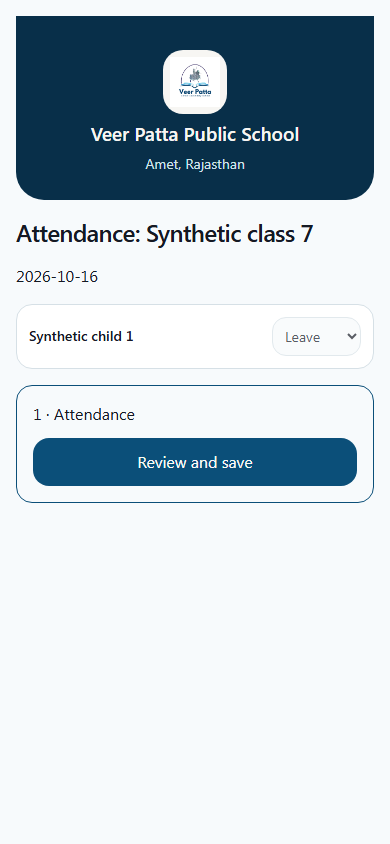 Veer Patta
Veer Patta Public School
Amet, Rajasthan
Attendance: Synthetic class 7
2026-10-16
Synthetic child 1
Leave
1 · Attendance
Review and save